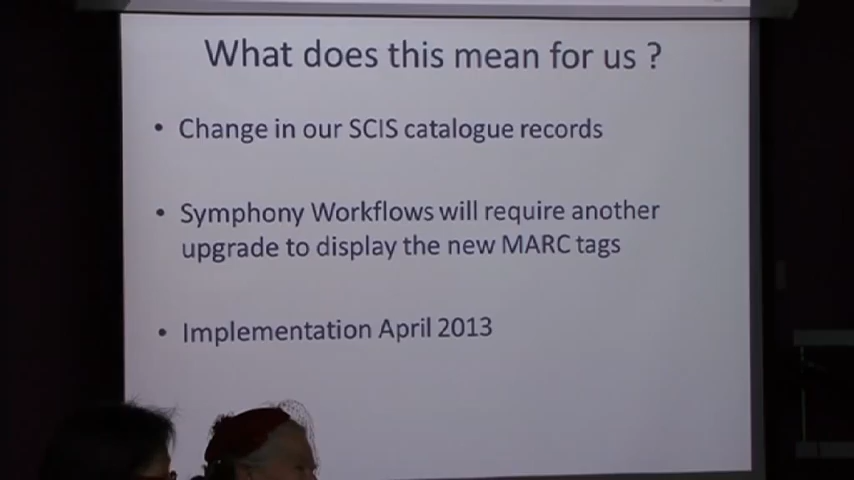 What does this mean for us ?
• Change in our SCIS catalogue records
• Symphony Workflows will require another
upgrade to display the new MARC tags
• Implementation April 2013